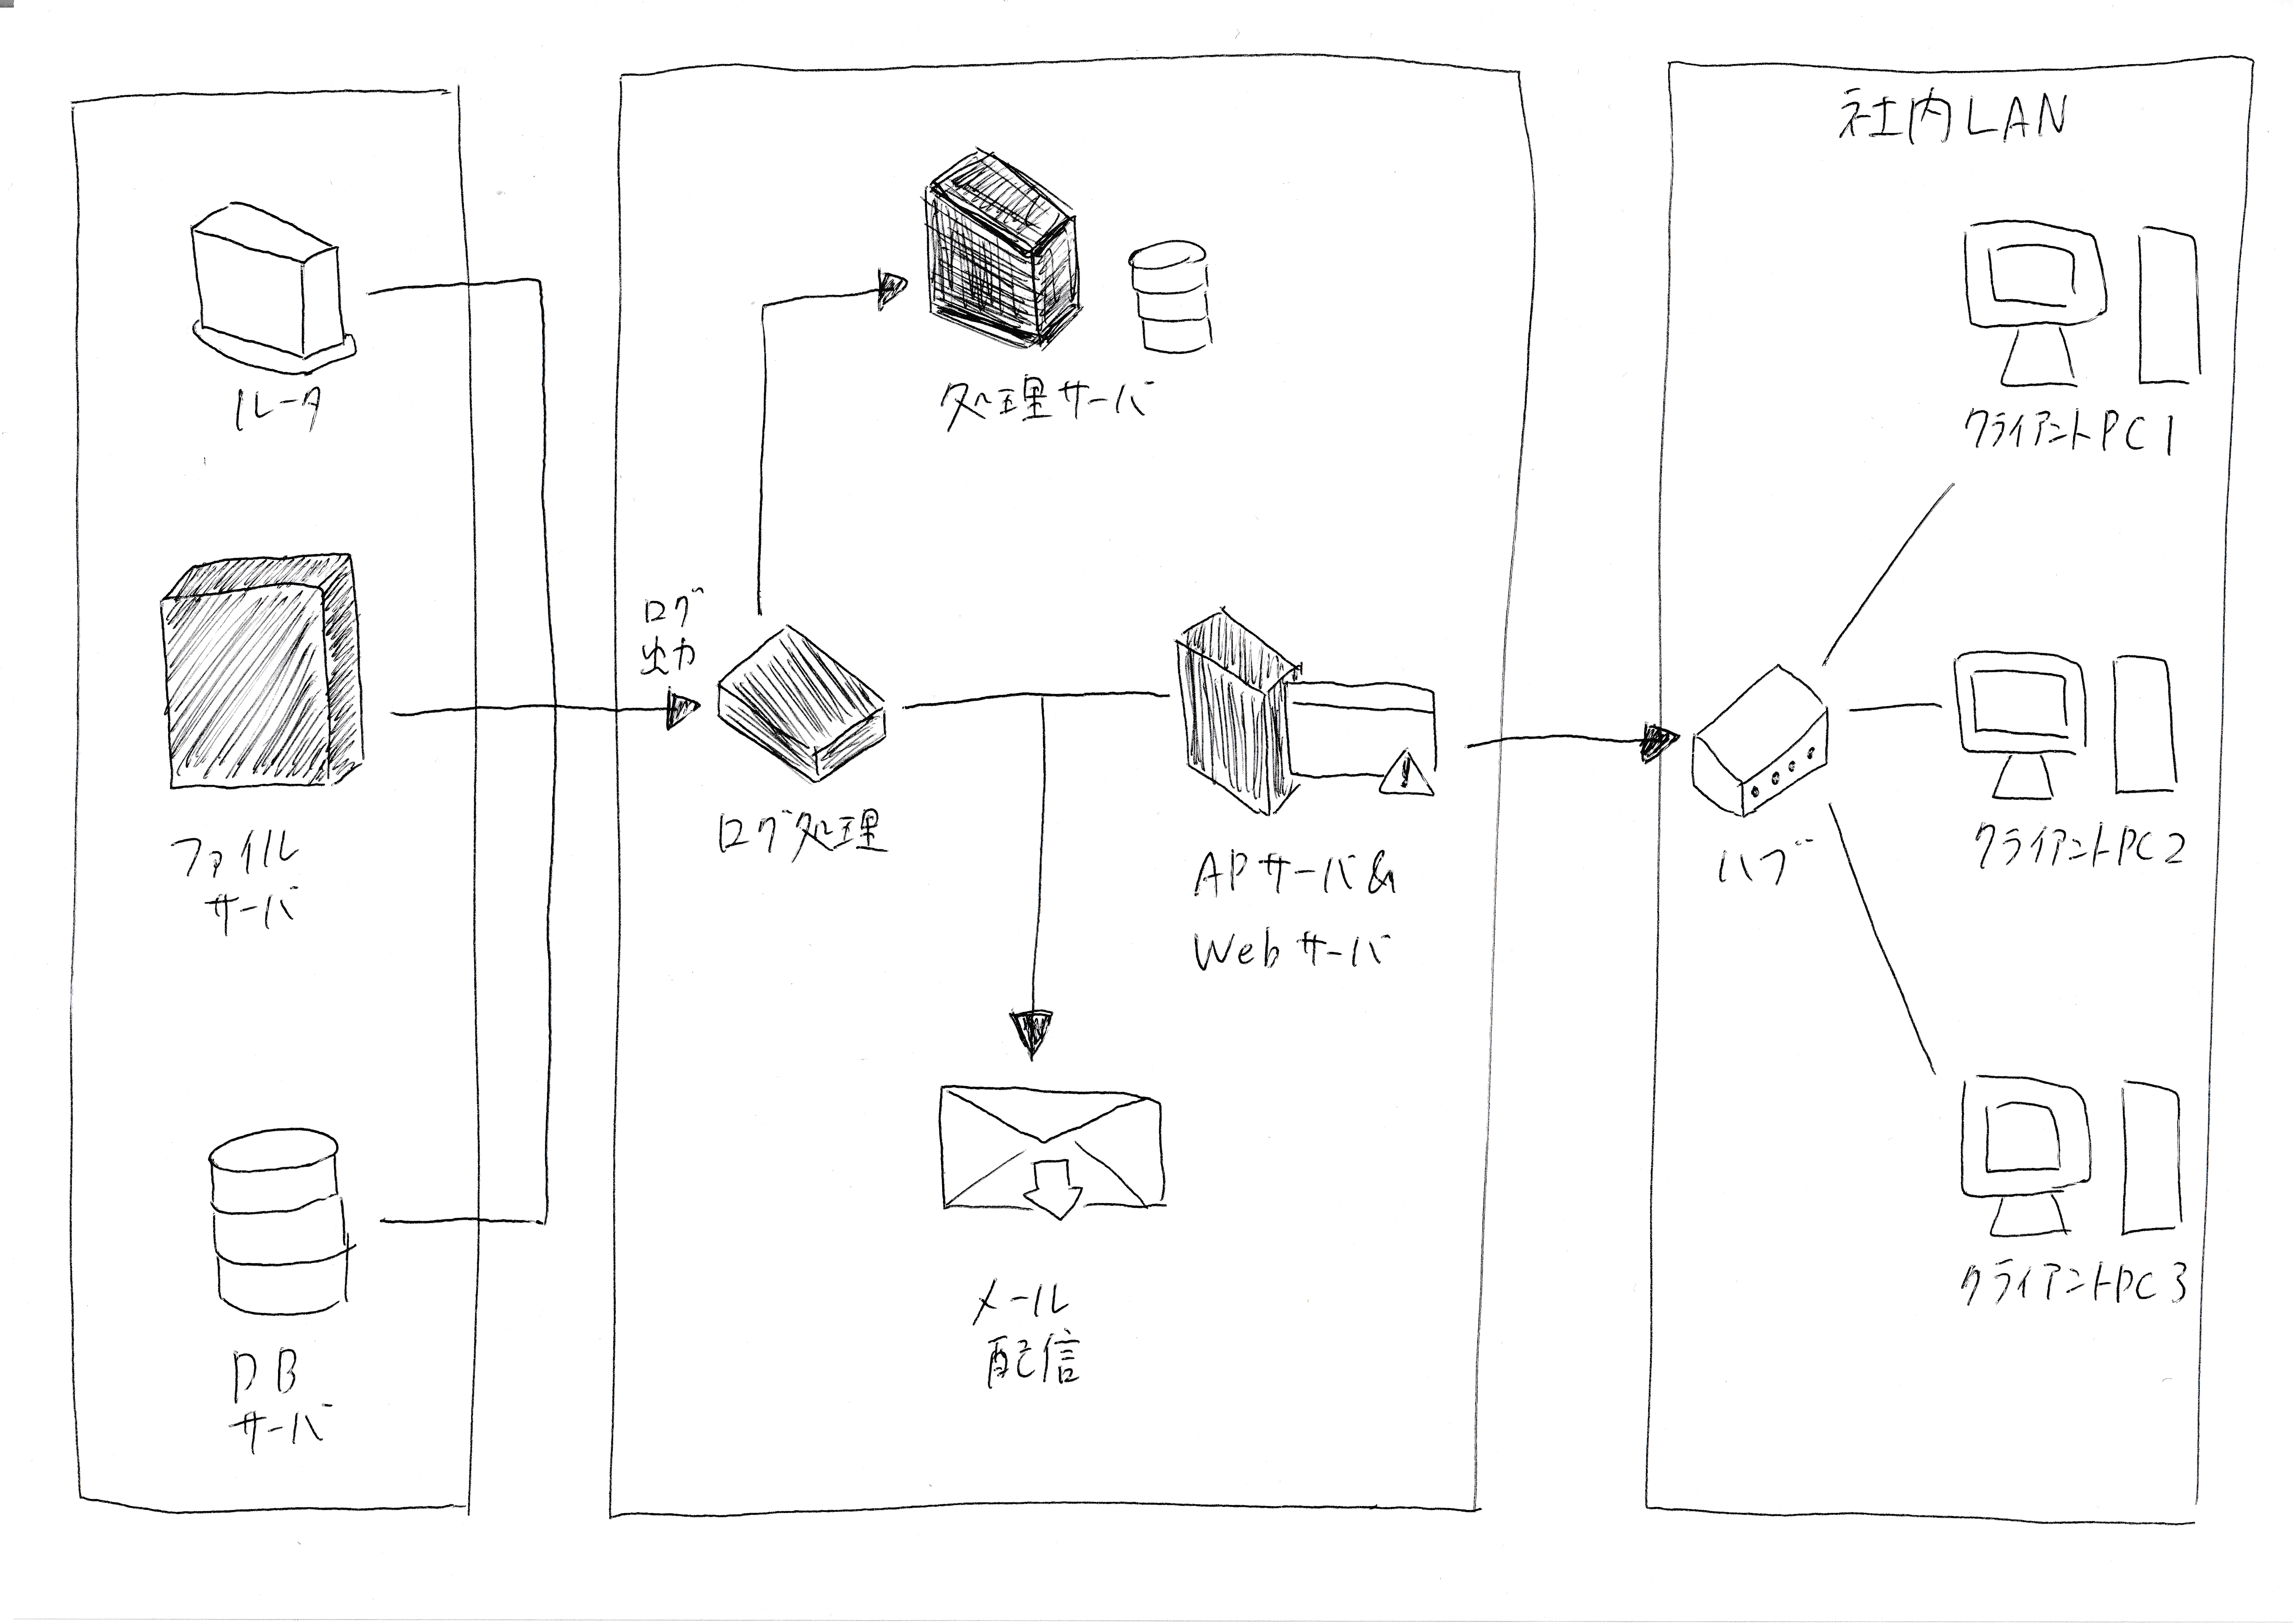 社内LAN
ルータ
処理サーバ
クライアントPC1
ログ
出力
ログ処理
ファイル
サーバ
APサーバ&
Webサーバ
ハブ
クライアントPC2
メール
配信
クライアントPC3
DB
サーバ